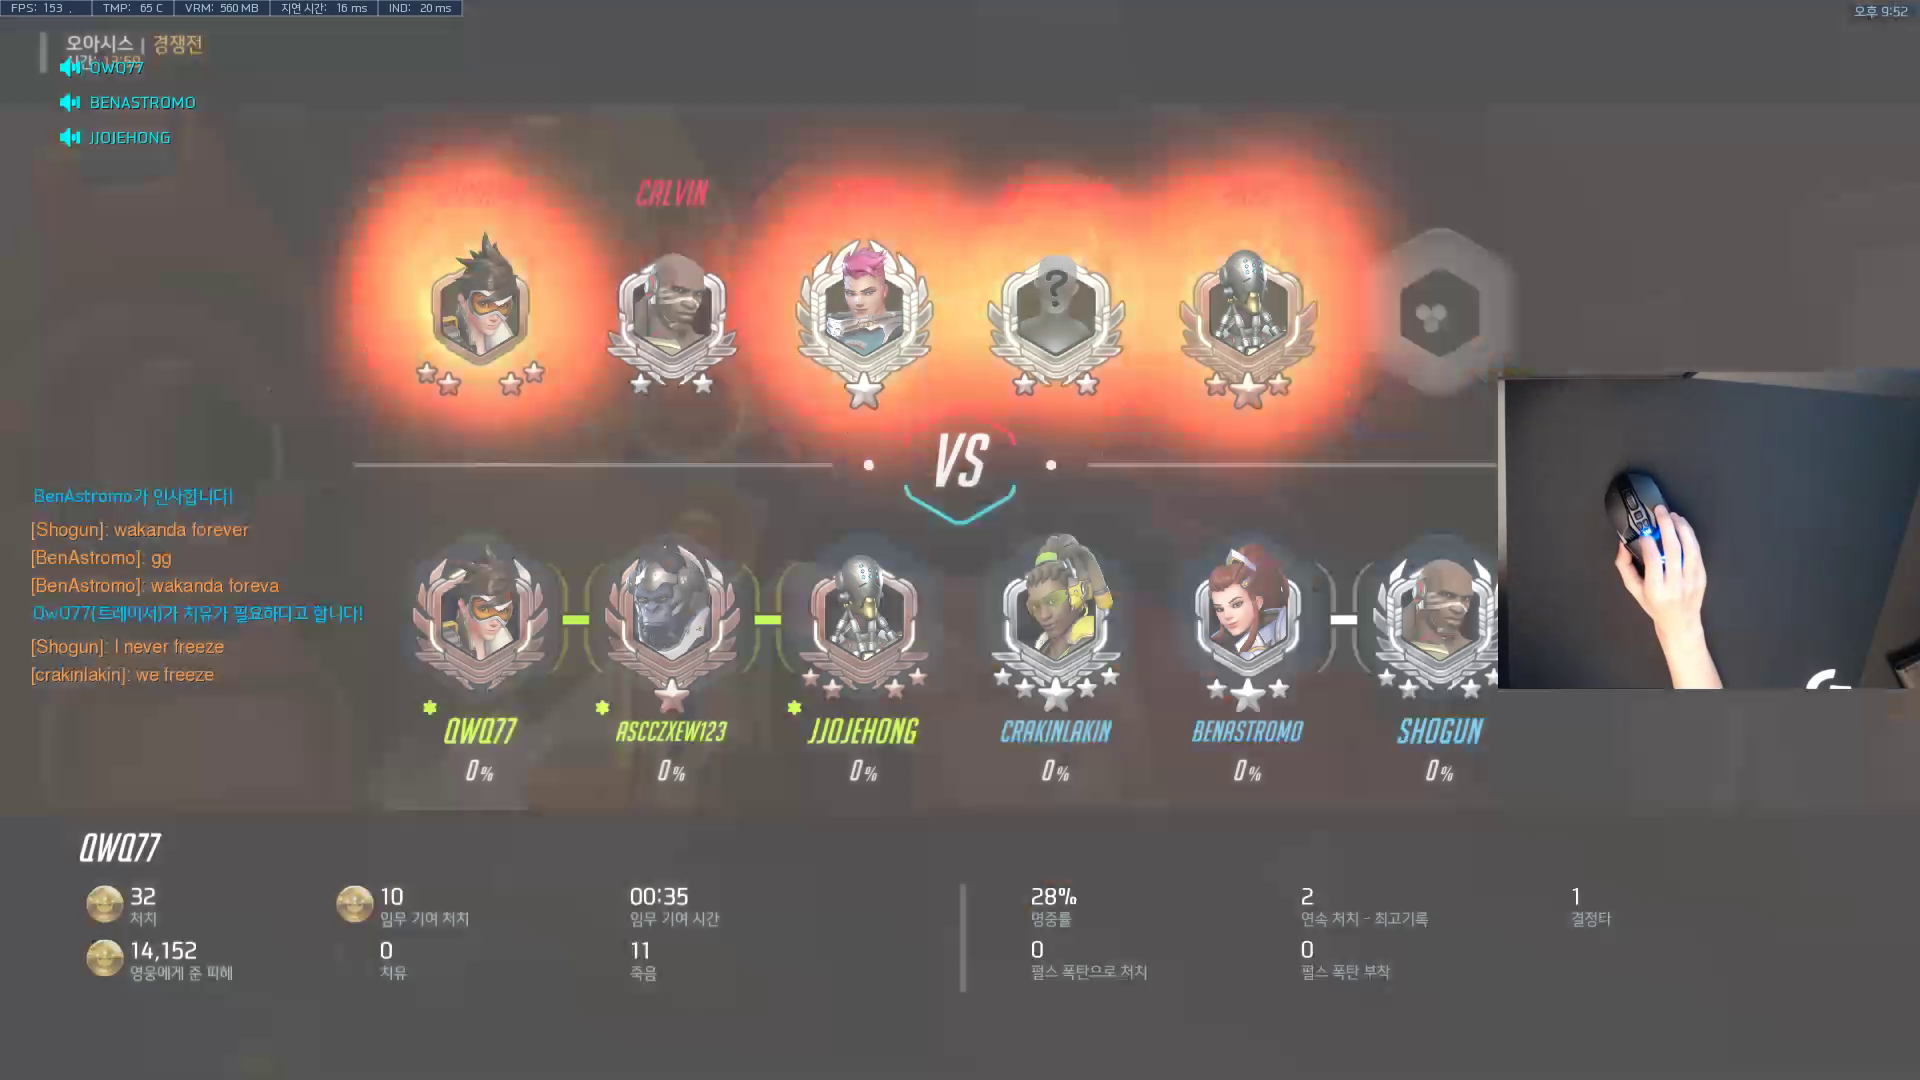 FPS: 153
TMP: 65 C
VRM: 560 MB
지연 시간: 16 ms
IND: 20 ms
오후 9:52
오아시스 | 경쟁전
QWQ77
BENASTROMO
JJOJEHONG
CALVIN
?
VS
BenAstromo가 인사합니다!
[Shogun]: wakanda forever
[BenAstromo]: gg
[BenAstromo]: wakanda foreva
QwQ77(트레이서)가 치유가 필요하다고 합니다!
[Shogun]: I never freeze
[crakinlakin]: we freeze
QWQ77
ASCCZXEW123
JJOJEHONG
CRAKINLAKIN
BENASTROMO
SHOGUN
0%
0%
0%
0%
0%
0%
QWQ77
32
처치
10
임무 기여 처치
00:35
임무 기여 시간
28%
명중률
2
연속 처치 - 최고기록
1
결정타
14,152
영웅에게 준 피해
0
치유
11
죽음
0
펄스 폭탄으로 처치
0
펄스 폭탄 부착